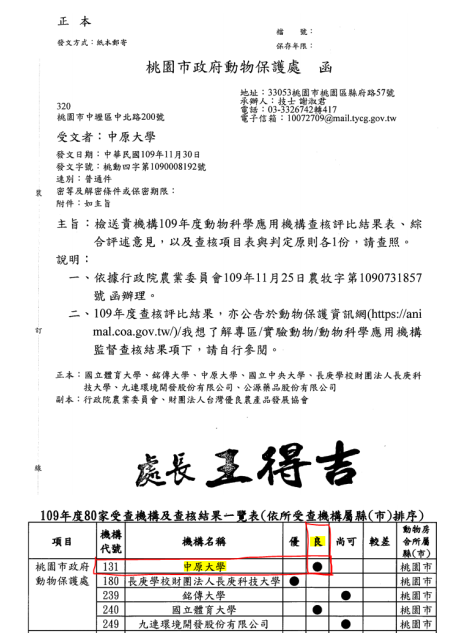 正 本
檔 號：
發文方式：紙本郵寄
保存年限：
桃園市政府動物保護處 函
地址：33053桃園市桃園區縣府路57號
承辦人：技士 謝淑君
電話：03-3326742轉417
電子信箱：10072709@mail.tycg.gov.tw
320
桃園市中壢區中北路200號
受文者：中原大學
發文日期：中華民國109年11月30日
發文字號：桃動四字第1090008192號
速別：普通件
密等及解密條件或保密期限：
附件：如主旨
裝
主旨：檢送貴機構109年度動物科學應用機構查核評比結果表、綜
合評述意見，以及查核項目表與判定原則各1份，請查照。
說明：
一、依據行政院農業委員會109年11月25日農牧字第1090731857
號函辦理。
二、109年度查核評比結果，亦公告於動物保護資訊網(https://ani
訂
mal.coa.gov.tw/)/我想了解專區/實驗動物/動物科學應用機構
監督查核結果項下，請自行參閱。
正本：國立體育大學、銘傳大學、中原大學、國立中央大學、長庚學校財團法人長庚科
技大學、九連環境開發股份有限公司、公源藥品股份有限公司
副本：行政院農業委員會、財團法人台灣優良農產品發展協會
線
處長 王得吉
109年度80家受查機構及查核結果一覽表(依所受查機構屬縣(市)排序)
項目 機構代號 機構名稱 優 良 尚可 較差 動物房舍所屬縣(市)
桃園市政府動物保護處 131 中原大學 ● 桃園市
180 長庚學校財團法人長庚科技大學 ● 桃園市
239 銘傳大學 ● 桃園市
240 國立體育大學 ● 桃園市
249 九連環境開發股份有限公司 ● 桃園市